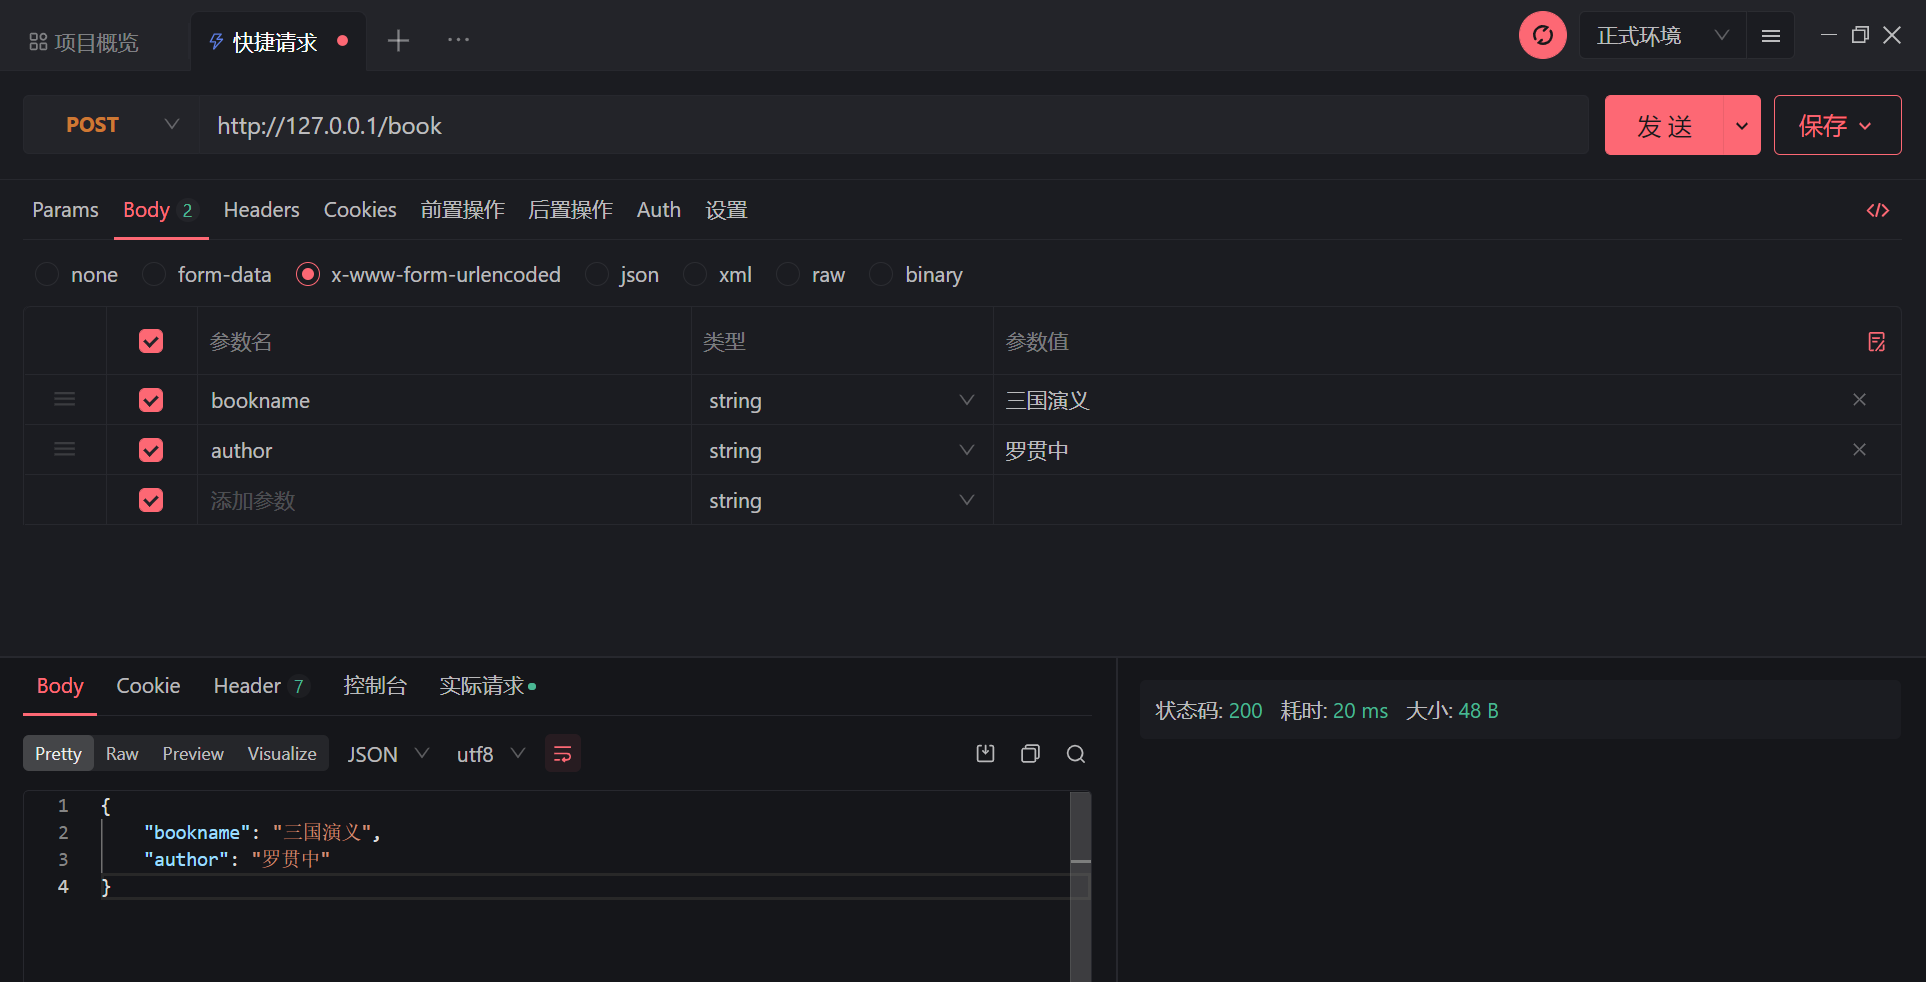 项目概览 快捷请求 正式环境
POST http://127.0.0.1/book 发 送 保存
Params Body 2 Headers Cookies 前置操作 后置操作 Auth 设置 </>
none form-data x-www-form-urlencoded json xml raw binary
参数名 类型 参数值
bookname string 三国演义
author string 罗贯中
添加参数 string
Body Cookie Header 7 控制台 实际请求
状态码: 200 耗时: 20 ms 大小: 48 B
Pretty Raw Preview Visualize JSON utf8
1 {
2 "bookname": "三国演义",
3 "author": "罗贯中"
4 }